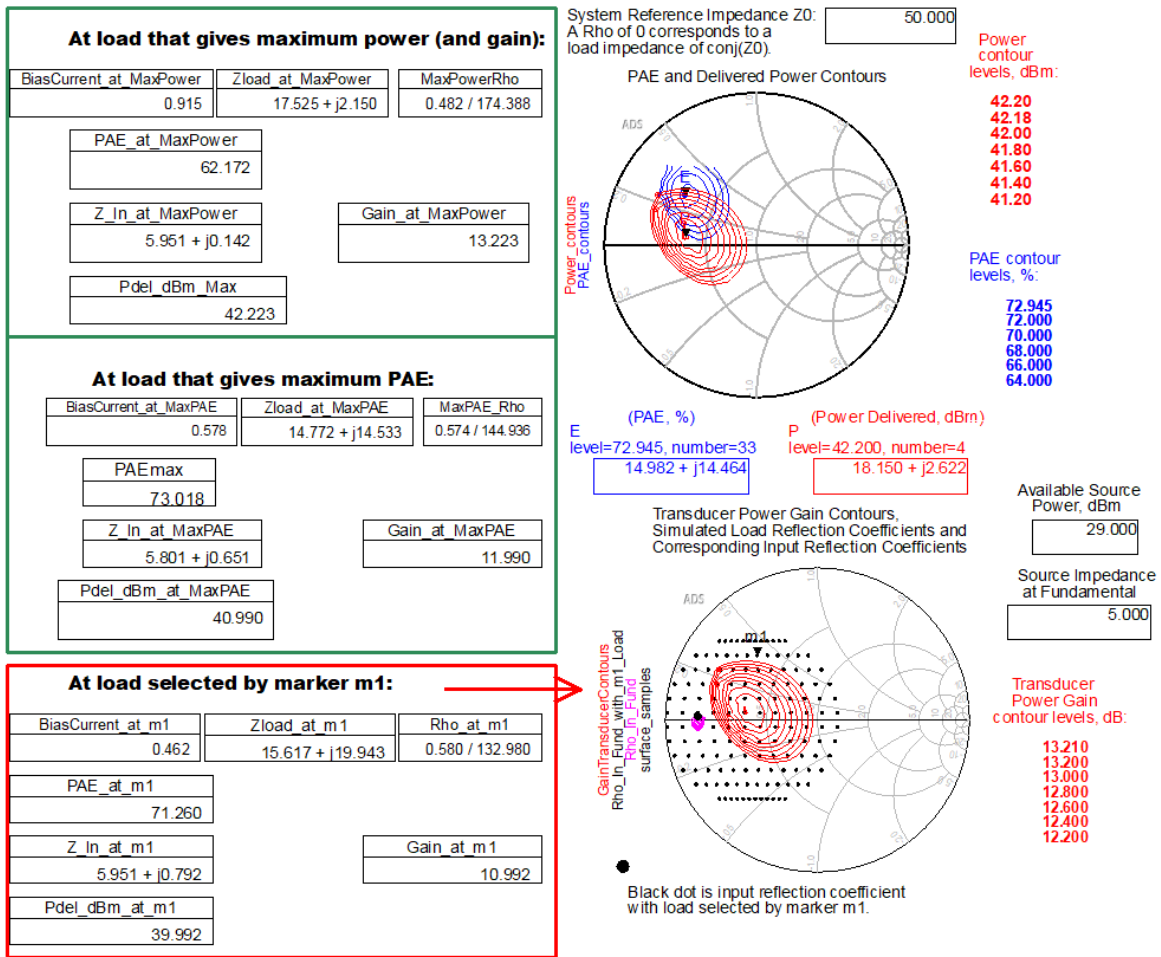 At load that gives maximum power (and gain):
BiasCurrent_at_MaxPower
0.915
Zload_at_MaxPower
17.525 + j2.150
MaxPowerRho
0.482 / 174.388
PAE_at_MaxPower
62.172
Z_In_at_MaxPower
5.951 + j0.142
Gain_at_MaxPower
13.223
Pdel_dBm_Max
42.223
At load that gives maximum PAE:
BiasCurrent_at_MaxPAE
0.578
Zload_at_MaxPAE
14.772 + j14.533
MaxPAE_Rho
0.574 / 144.936
PAEmax
73.018
Z_In_at_MaxPAE
5.801 + j0.651
Gain_at_MaxPAE
11.990
Pdel_dBm_at_MaxPAE
40.990
At load selected by marker m1:
BiasCurrent_at_m1
0.462
Zload_at_m1
15.617 + j19.943
Rho_at_m1
0.580 / 132.980
PAE_at_m1
71.260
Z_In_at_m1
5.951 + j0.792
Gain_at_m1
10.992
Pdel_dBm_at_m1
39.992
System Reference Impedance Z0:
A Rho of 0 corresponds to a
load impedance of conj(Z0).
50.000
PAE and Delivered Power Contours
ADS
E
Power_contours
PAE_contours
Power
contour
levels, dBm:
42.20
42.18
42.00
41.80
41.60
41.40
41.20
PAE contour
levels, %:
72.945
72.000
70.000
68.000
66.000
64.000
(PAE, %)
E
level=72.945, number=33
14.982 + j14.464
(Power Delivered, dBm)
P
level=42.200, number=4
18.150 + j2.622
Transducer Power Gain Contours,
Simulated Load Reflection Coefficients and
Corresponding Input Reflection Coefficients
Available Source
Power, dBm
29.000
Source Impedance
at Fundamental
5.000
ADS
m1
GainTransducerContours
Rho_In_Fund_with_m1_Load
Rho_In_Fund
surface_samples
Transducer
Power Gain
contour levels, dB:
13.210
13.200
13.000
12.800
12.600
12.400
12.200
Black dot is input reflection coefficient
with load selected by marker m1.